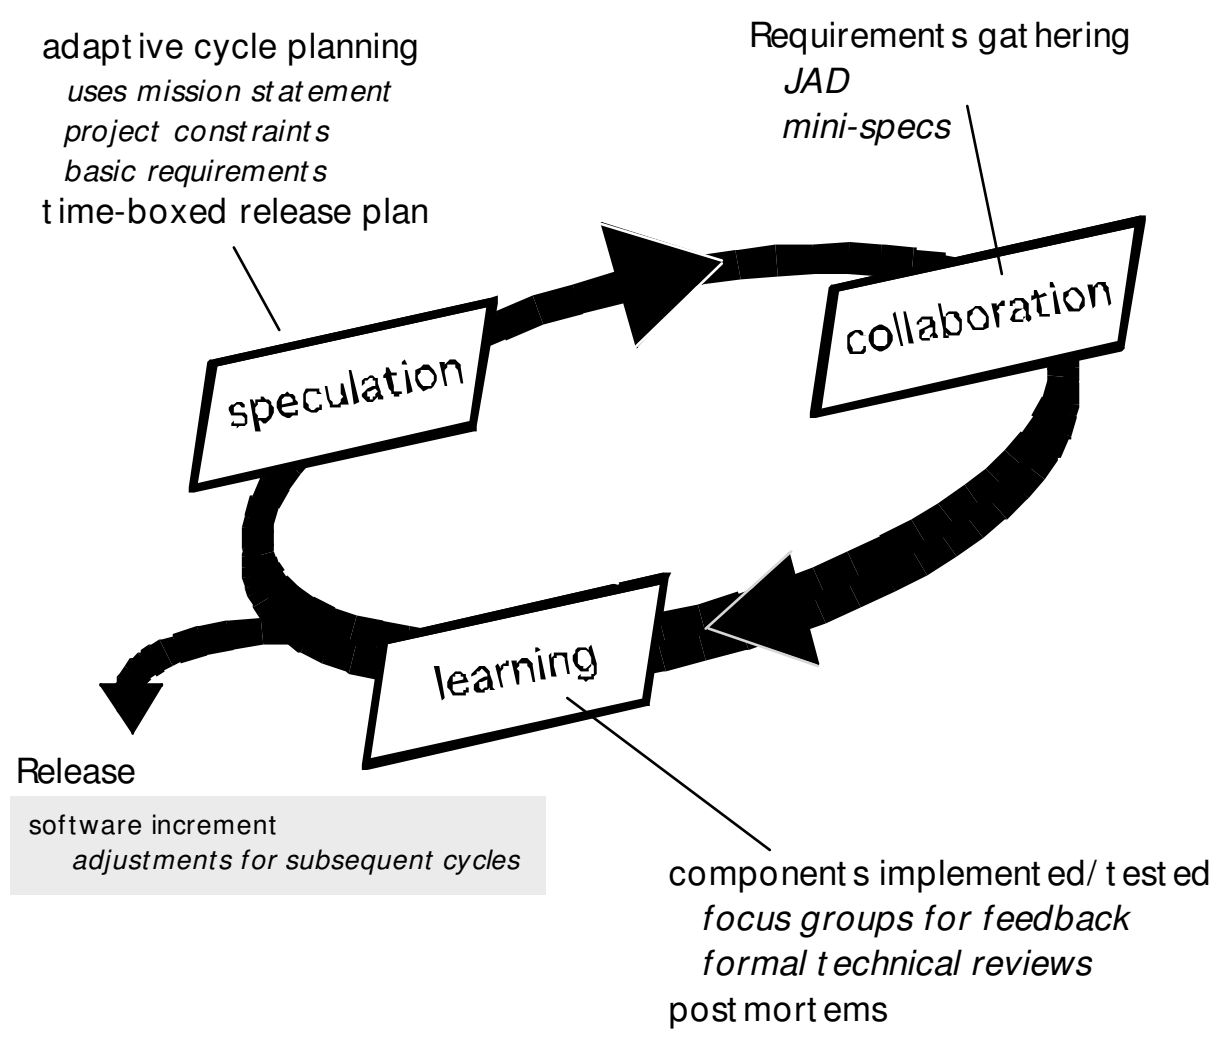 adaptive cycle planning
uses mission statement
project constraints
basic requirements
time-boxed release plan
Requirements gathering
JAD
mini-specs
speculation
collaboration
learning
Release
software increment
adjustments for subsequent cycles
components implemented/ tested
focus groups for feedback
formal technical reviews
postmortems